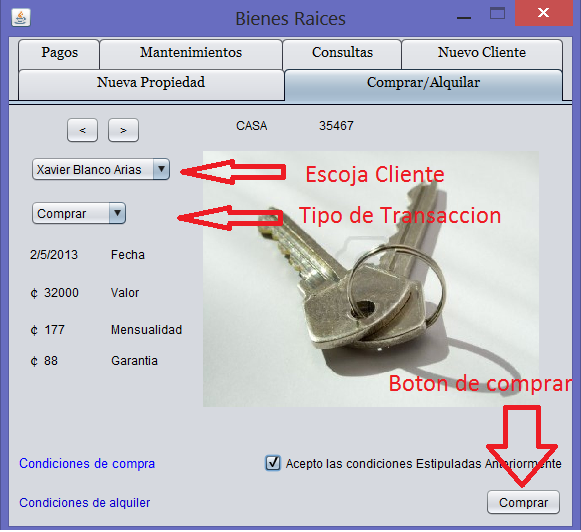 Bienes Raices
Pagos Mantenimientos Consultas Nuevo Cliente
Nueva Propiedad Comprar/Alquilar
< > CASA 35467
Xavier Blanco Arias Escoja Cliente
Comprar Tipo de Transaccion
2/5/2013 Fecha
¢ 32000 Valor
¢ 177 Mensualidad
¢ 88 Garantia
Boton de comprar
Condiciones de compra Acepto las condiciones Estipuladas Anteriormente
Condiciones de alquiler Comprar